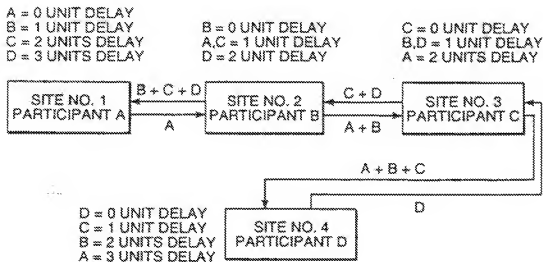 A = 0 UNIT DELAY
B = 1 UNIT DELAY
C = 2 UNITS DELAY
D = 3 UNITS DELAY
B = 0 UNIT DELAY
A,C = 1 UNIT DELAY
D = 2 UNIT DELAY
C = 0 UNIT DELAY
B,D = 1 UNIT DELAY
A = 2 UNITS DELAY
SITE NO. 1
PARTICIPANT A
B + C + D
A
SITE NO. 2
PARTICIPANT B
C + D
A + B
SITE NO. 3
PARTICIPANT C
A + B + C
D
D = 0 UNIT DELAY
C = 1 UNIT DELAY
B = 2 UNITS DELAY
A = 3 UNITS DELAY
SITE NO. 4
PARTICIPANT D